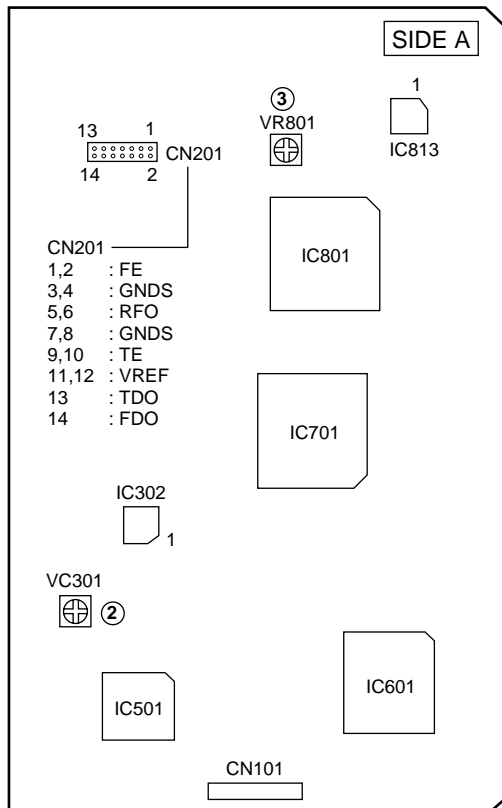 SIDE A
3
VR801
1
IC813
13 1
CN201
14 2
IC801
CN201
1,2 : FE
3,4 : GNDS
5,6 : RFO
7,8 : GNDS
9,10 : TE
11,12 : VREF
13 : TDO
14 : FDO
IC701
IC302
1
VC301
2
IC501
IC601
CN101